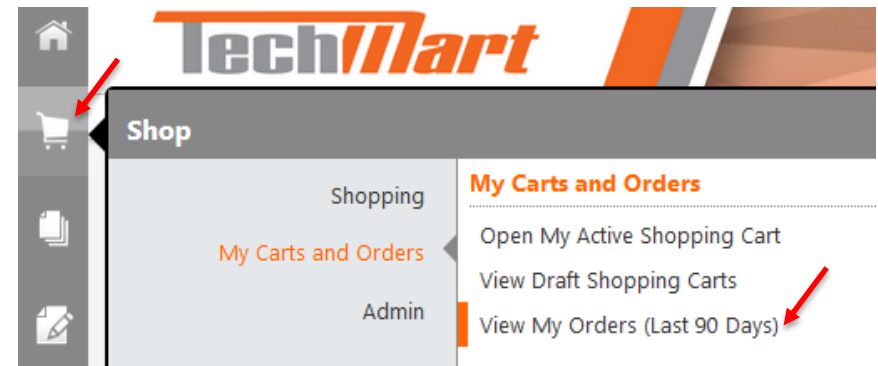 TechMart
Shop
Shopping
My Carts and Orders
Admin
My Carts and Orders
Open My Active Shopping Cart
View Draft Shopping Carts
View My Orders (Last 90 Days)